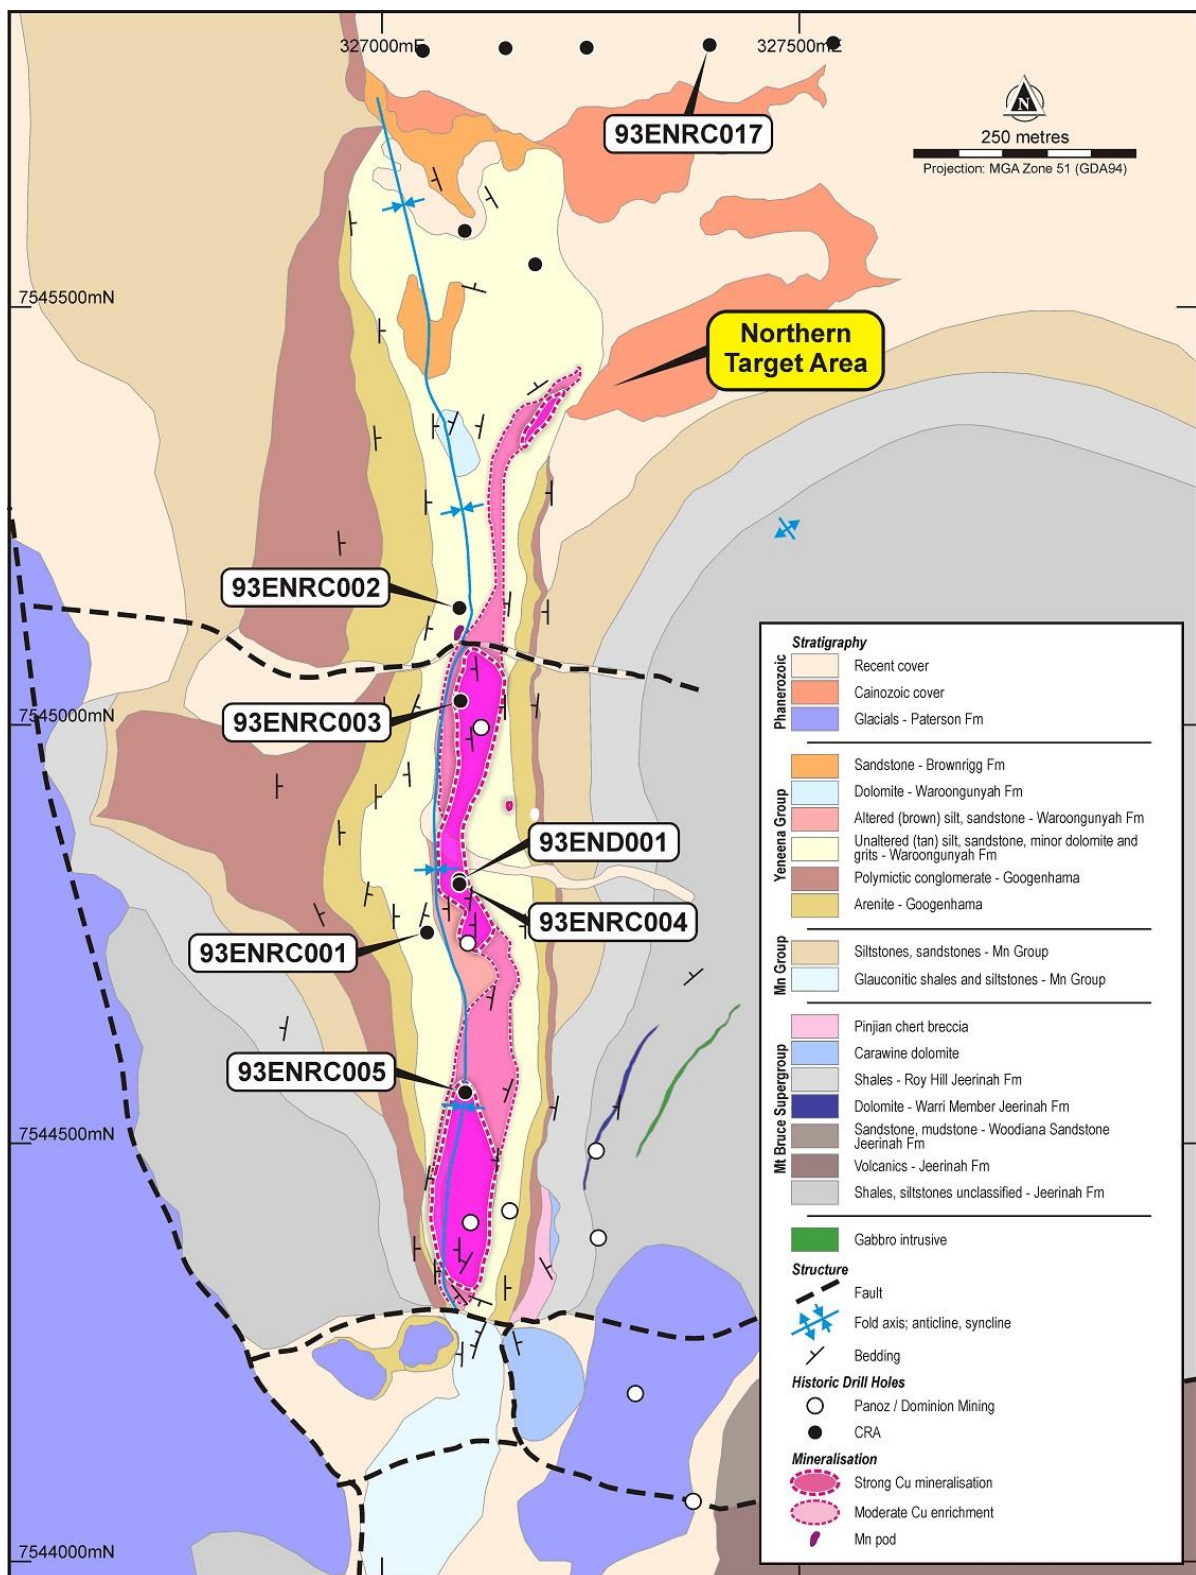 327000mE
327500mE
93ENRC017
N
250 metres
Projection: MGA Zone 51 (GDA94)
7545500mN
Northern
Target Area
93ENRC002
93ENRC003
7545000mN
93END001
93ENRC004
93ENRC001
93ENRC005
7544500mN
7544000mN
Stratigraphy
Phanerozoic
Recent cover
Cainozoic cover
Glacials - Paterson Fm
Yeneena Group
Sandstone - Brownrigg Fm
Dolomite - Waroongunyah Fm
Altered (brown) silt, sandstone - Waroongunyah Fm
Unaltered (tan) silt, sandstone, minor dolomite and
grits - Waroongunyah Fm
Polymictic conglomerate - Googenhama
Arenite - Googenhama
Mn Group
Siltstones, sandstones - Mn Group
Glauconitic shales and siltstones - Mn Group
Mt Bruce Supergroup
Pinjian chert breccia
Carawine dolomite
Shales - Roy Hill Jeerinah Fm
Dolomite - Warri Member Jeerinah Fm
Sandstone, mudstone - Woodiana Sandstone
Jeerinah Fm
Volcanics - Jeerinah Fm
Shales, siltstones unclassified - Jeerinah Fm
Gabbro intrusive
Structure
Fault
Fold axis; anticline, syncline
Bedding
Historic Drill Holes
Panoz / Dominion Mining
CRA
Mineralisation
Strong Cu mineralisation
Moderate Cu enrichment
Mn pod